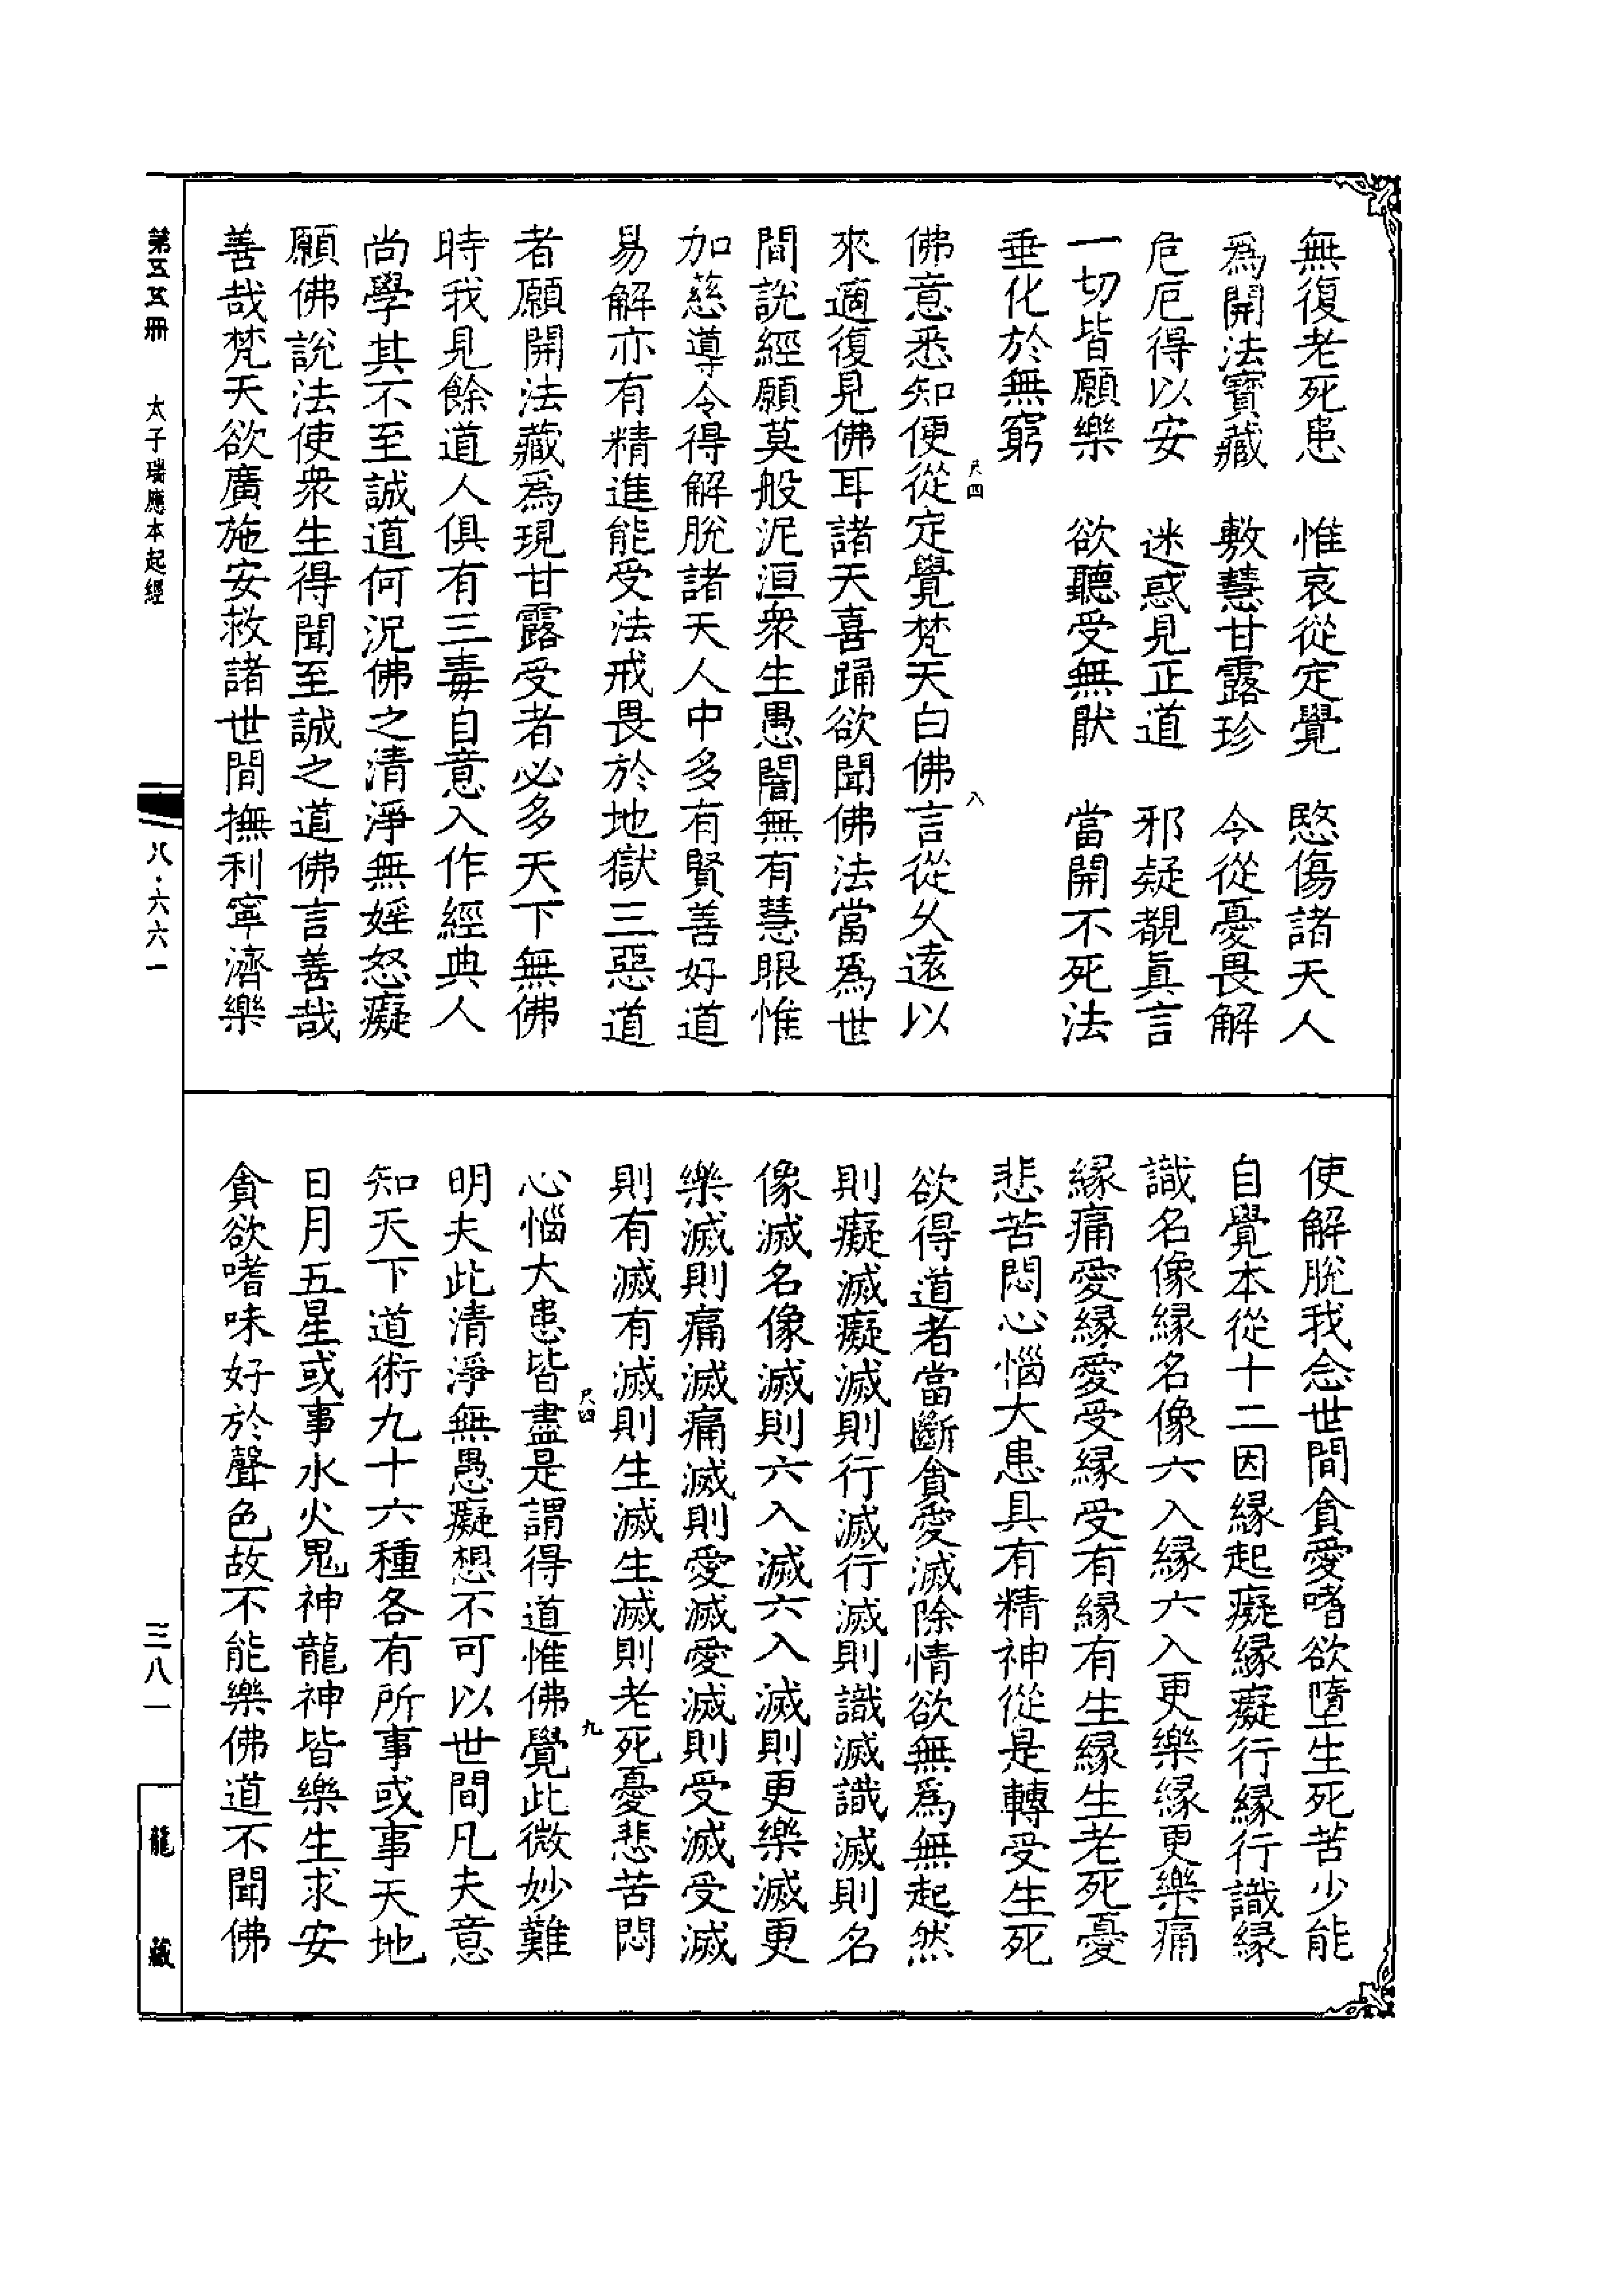 無復老死患　惟哀從定覺　愍傷諸天人
為開法寶藏　敷慧甘露珍　令從憂畏解
危厄得以安　迷惑見正道　邪疑覩眞言
一切皆願樂　欲聽受無猒　當開不死法
垂化於無窮
尺四　八
佛意悉知便從定覺梵天白佛言從久遠以
來適復見佛耳諸天喜踊欲聞佛法當為世
間說經願莫般泥洹衆生愚闇無有慧眼惟
加慈導令得解脫諸天人中多有賢善好道
易解亦有精進能受法戒畏於地獄三惡道
者願開法藏為現甘露受者必多天下無佛
時我見餘道人俱有三毒自意入作經典人
尚學其不至誠道何況佛之清淨無婬怒癡
願佛說法使衆生得聞至誠之道佛言善哉
善哉梵天欲廣施安救諸世間撫利寧濟樂
使解脫我念世間貪愛嗜欲墮生死苦少能
自覺本從十二因緣起癡緣癡行緣行識緣
識名像緣名像六入緣六入更樂緣更樂痛
緣痛愛緣愛受緣受有緣有生緣生老死憂
悲苦悶心惱大患具有精神從是轉受生死
欲得道者當斷貪愛滅除情欲無為無起然
則癡滅癡滅則行滅行滅則識滅識滅則名
像滅名像滅則六入滅六入滅則更樂滅更
樂滅則痛滅痛滅則愛滅愛滅則受滅受滅
則有滅有滅則生滅生滅則老死憂悲苦悶
尺四　九
心惱大患皆盡是謂得道惟佛覺此微妙難
明夫此清淨無愚癡想不可以世間凡夫意
知天下道術九十六種各有所事或事天地
日月五星或事水火鬼神龍神皆樂生求安
貪欲嗜味好於聲色故不能樂佛道不聞佛
第五五冊　太子瑞應本起經　八·六六一　三八一　龍藏